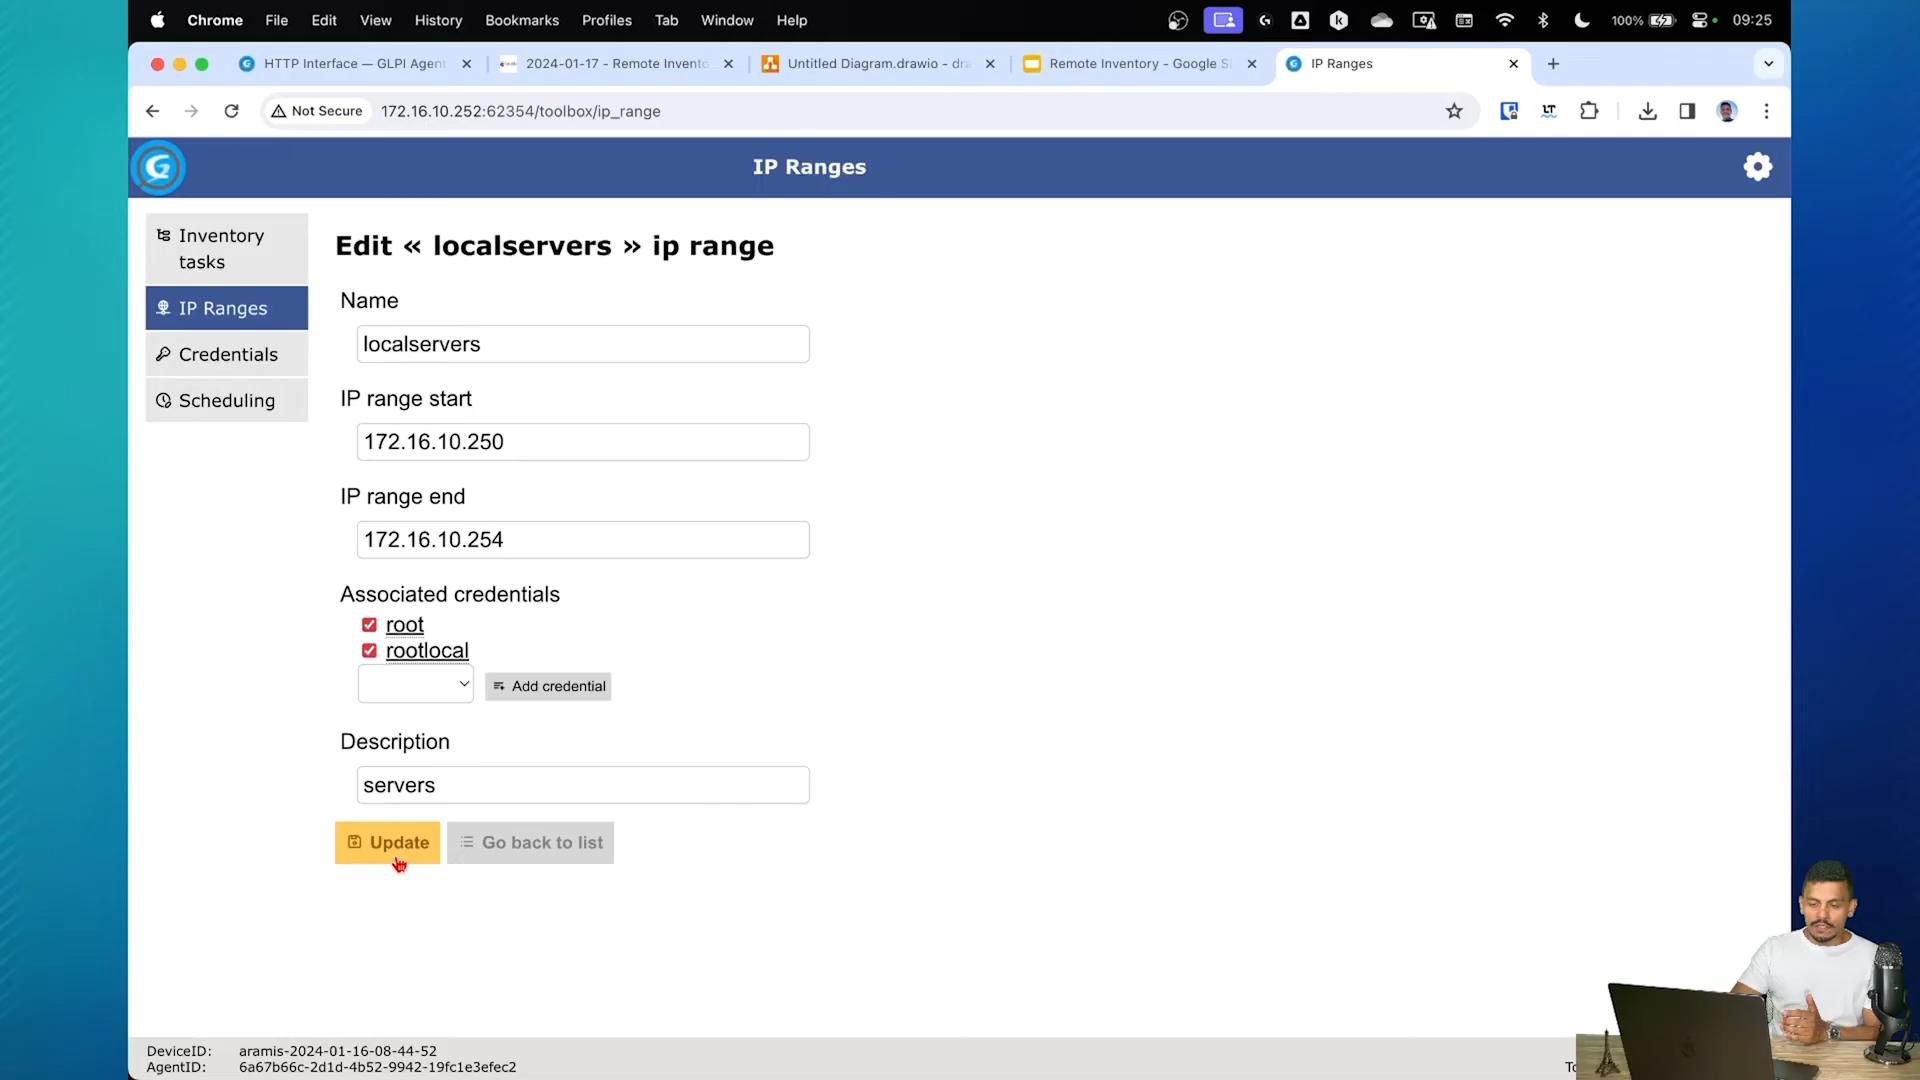 Chrome File Edit View History Bookmarks Profiles Tab Window Help 100% 09:25
HTTP Interface — GLPI Agent 2024-01-17 - Remote Invento Untitled Diagram.drawio - dra Remote Inventory - Google S IP Ranges
Not Secure 172.16.10.252:62354/toolbox/ip_range
IP Ranges
Inventory
tasks
IP Ranges
Credentials
Scheduling
Edit « localservers » ip range
Name
localservers
IP range start
172.16.10.250
IP range end
172.16.10.254
Associated credentials
root
rootlocal
Add credential
Description
servers
Update Go back to list
DeviceID: aramis-2024-01-16-08-44-52
AgentID: 6a67b66c-2d1d-4b52-9942-19fc1e3efec2